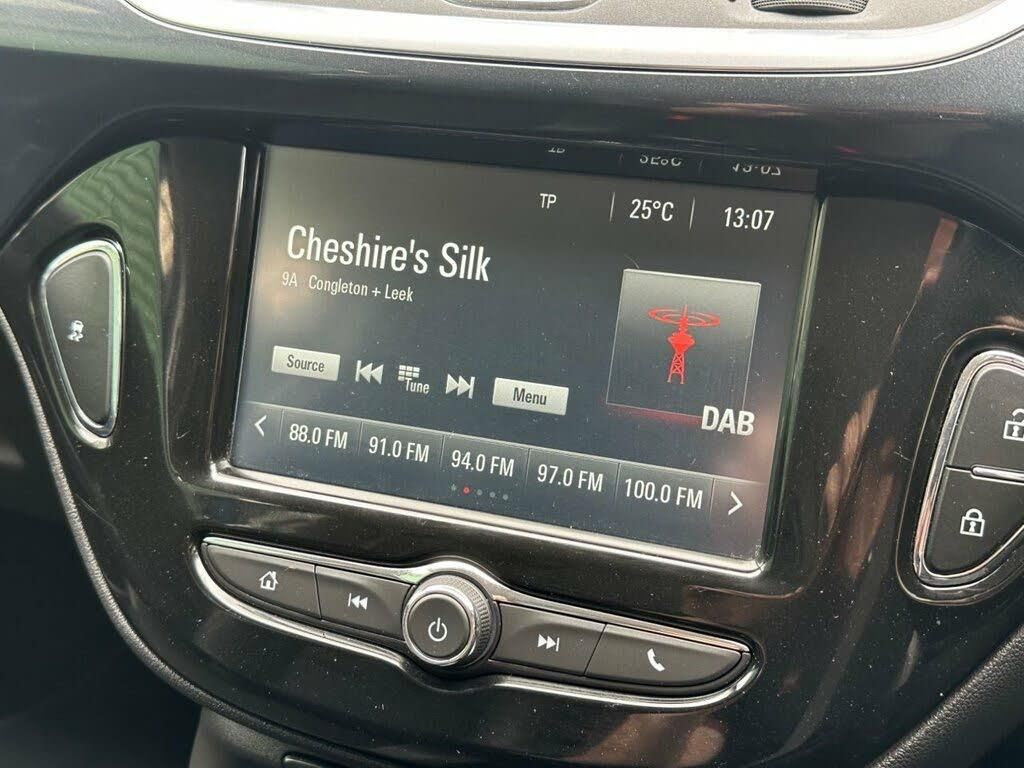 TP 25°C 13:07
Cheshire's Silk
9A Congleton + Leek
Source Tune Menu
DAB
88.0 FM 91.0 FM 94.0 FM 97.0 FM 100.0 FM